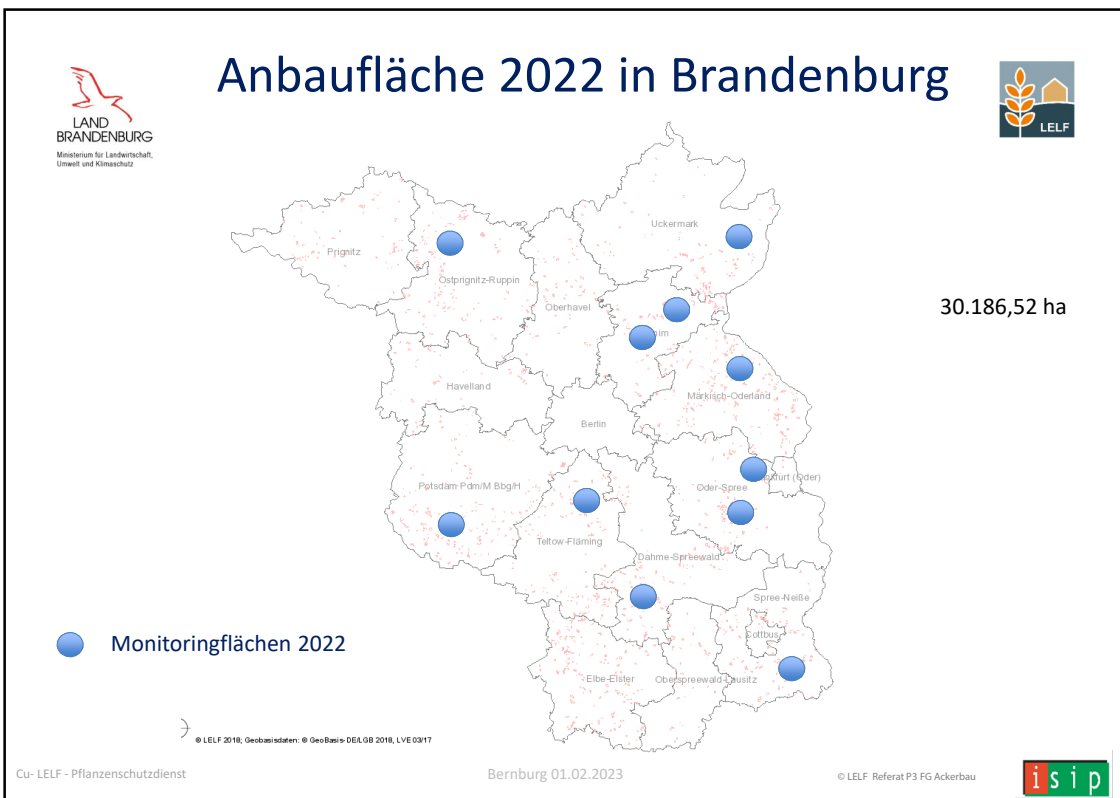 Anbaufläche 2022 in Brandenburg
LAND
BRANDENBURG
Ministerium für Landwirtschaft,
Umwelt und Klimaschutz
LELF
Uckermark
Prignitz
Ostprignitz-Ruppin
Oberhavel
30.186,52 ha
Havelland
Märkisch-Oderland
Berlin
Potsdam Pdm/M Bbg/H
Oder-Spree
(Oder)
Teltow-Fläming
Dahme-Spreewald
Spree-Neiße
Cottbus
Monitoringflächen 2022
Elbe-Elster
Oberspreewald-Lausitz
© LELF 2018; Geobasisdaten: © GeoBasis-DE/LGB 2018, LVE 03/17
Cu- LELF - Pflanzenschutzdienst
Bernburg 01.02.2023
© LELF Referat P3 FG Ackerbau
isip